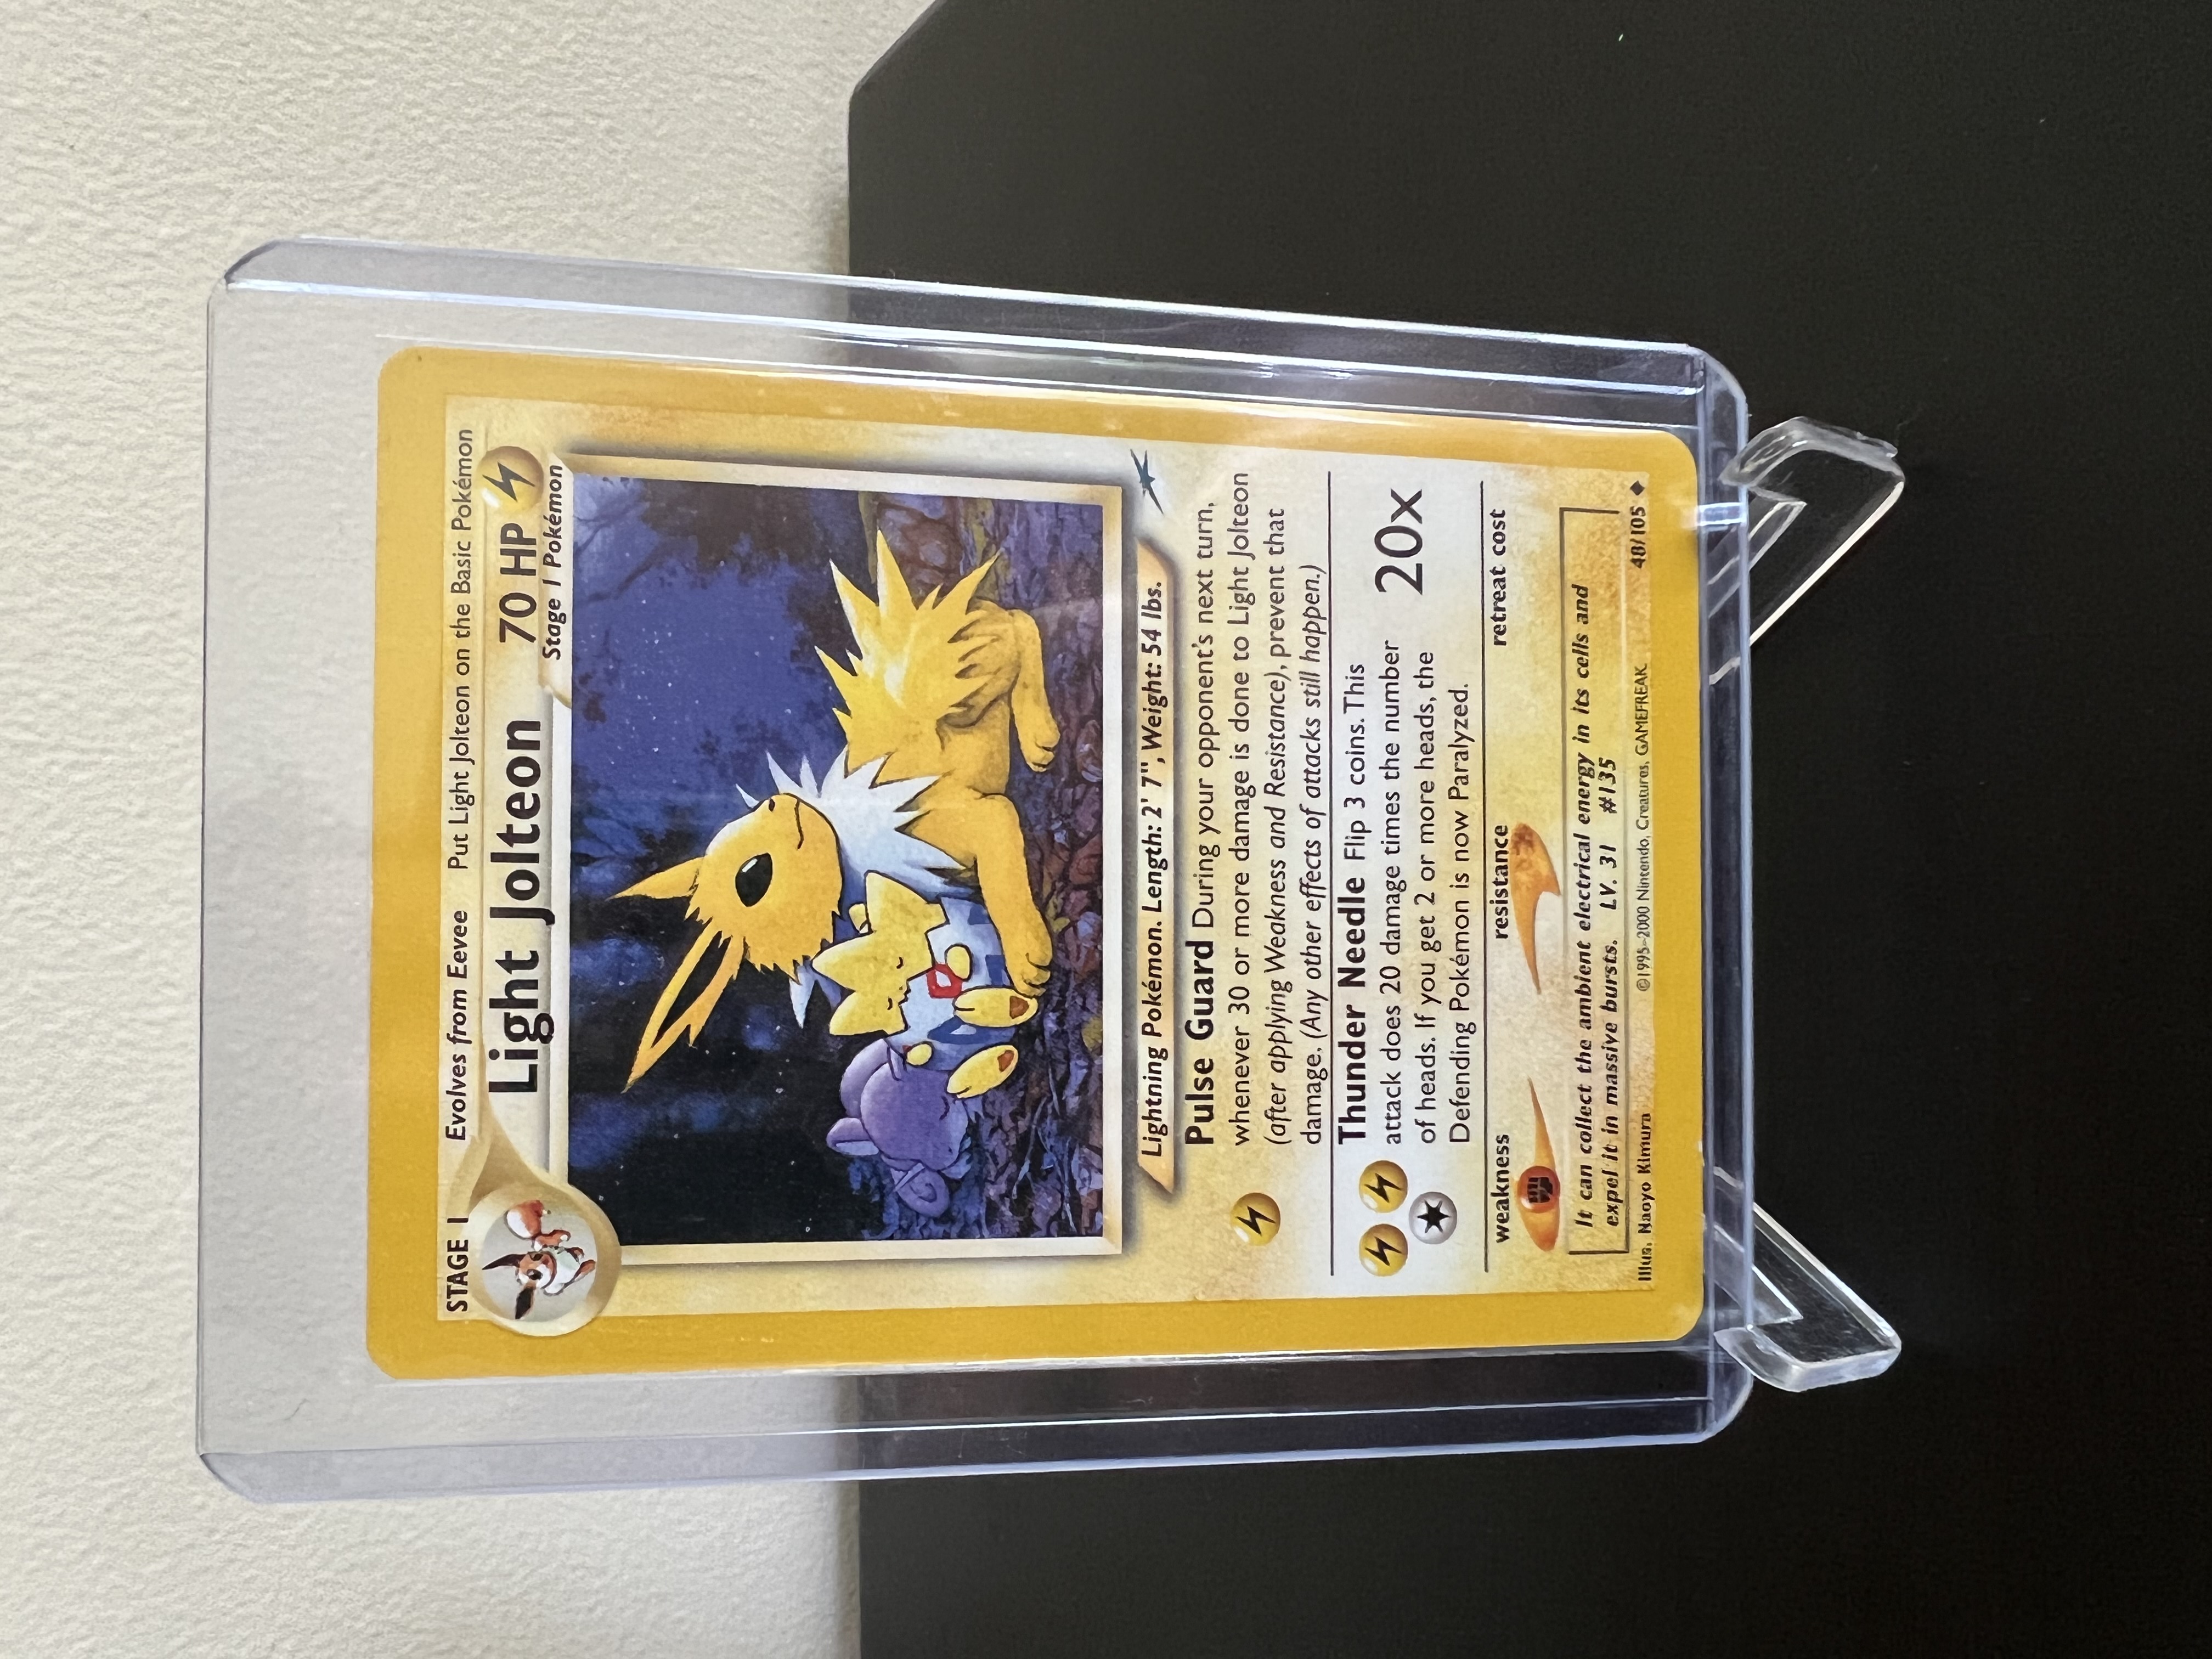 STAGE 1 Evolves from Eevee Put Light Jolteon on the Basic Pokémon
Light Jolteon 70 HP
Stage 1 Pokémon
Lightning Pokémon. Length: 2' 7", Weight: 54 lbs.
Pulse Guard During your opponent's next turn,
whenever 30 or more damage is done to Light Jolteon
(after applying Weakness and Resistance), prevent that
damage. (Any other effects of attacks still happen.)
Thunder Needle Flip 3 coins. This
attack does 20 damage times the number
of heads. If you get 2 or more heads, the
Defending Pokémon is now Paralyzed.
20x
weakness resistance retreat cost
It can collect the ambient electrical energy in its cells and
expel it in massive bursts. LV. 31 #135
Illus. Naoyo Kimura ©1995-2000 Nintendo, Creatures, GAMEFREAK 48/105